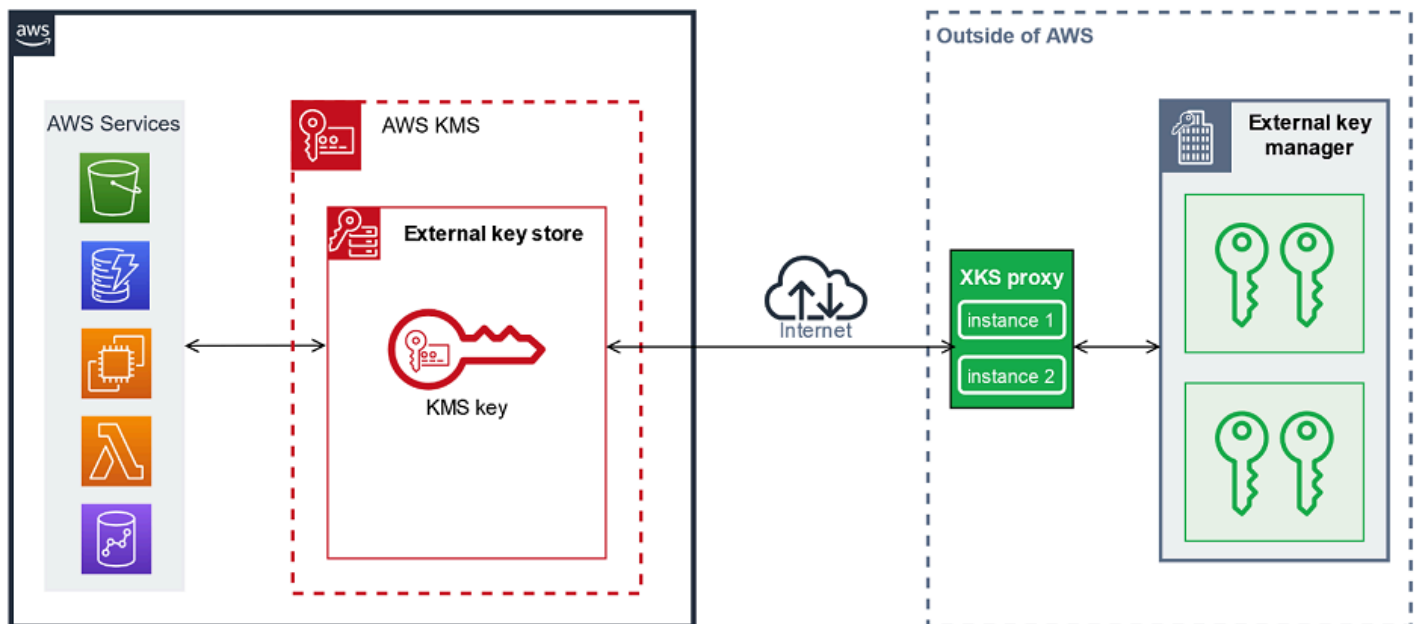 aws
Outside of AWS
AWS Services
AWS KMS
External key
manager
External key store
XKS proxy
instance 1
Internet
instance 2
KMS key